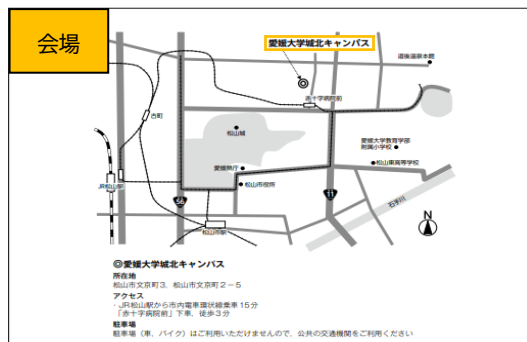 会場
愛媛大学城北キャンパス
道後温泉本館
赤十字病院前
古町
松山城
愛媛大学教育学部
附属小学校
愛媛県庁
松山東高等学校
JR松山駅
松山市役所
56
11
石手川
松山市駅
N
◎愛媛大学城北キャンパス
所在地
松山市文京町3、松山市文京町2−5
アクセス
・JR松山駅から市内電車環状線乗車15分
「赤十字病院前」下車、徒歩3分
駐車場
駐車場(車、バイク)はご利用いただけませんので、公共の交通機関をご利用ください